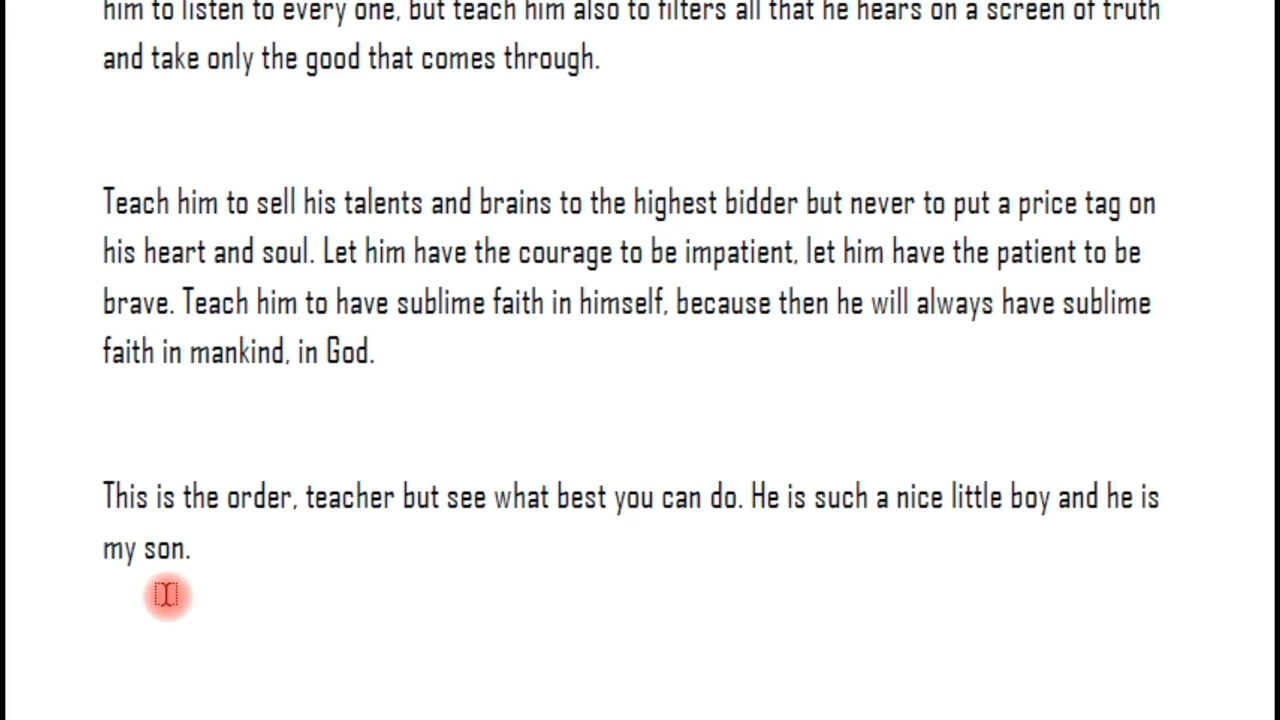 him to listen to every one, but teach him also to filters all that he hears on a screen of truth
and take only the good that comes through.
Teach him to sell his talents and brains to the highest bidder but never to put a price tag on
his heart and soul. Let him have the courage to be impatient, let him have the patient to be
brave. Teach him to have sublime faith in himself, because then he will always have sublime
faith in mankind, in God.
This is the order, teacher but see what best you can do. He is such a nice little boy and he is
my son.